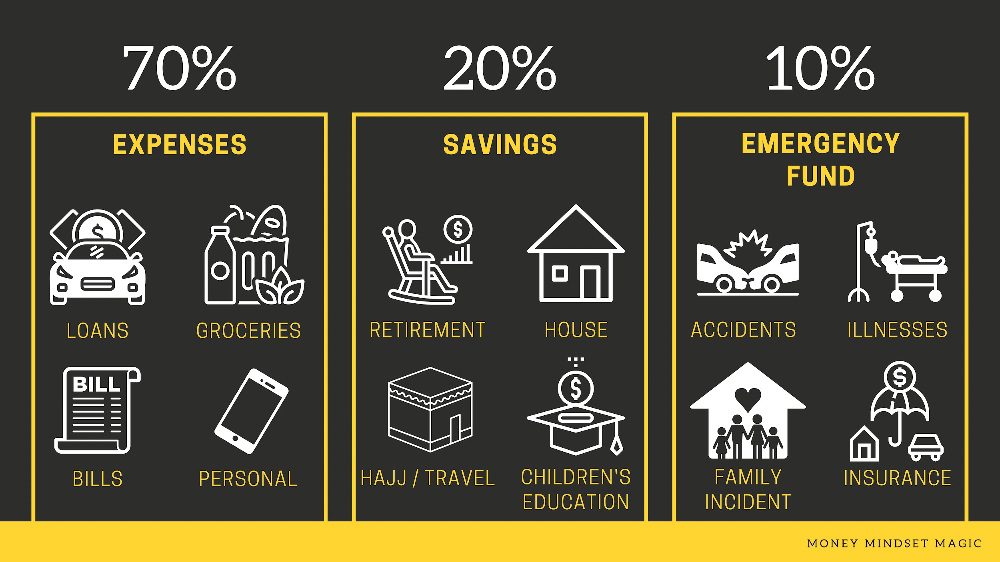 70%
20%
10%
EXPENSES
LOANS
GROCERIES
BILL
BILLS
PERSONAL
SAVINGS
$
RETIREMENT
HOUSE
$
HAJJ / TRAVEL
CHILDREN'S
EDUCATION
EMERGENCY
FUND
ACCIDENTS
ILLNESSES
$
FAMILY
INCIDENT
INSURANCE
$
MONEY MINDSET MAGIC